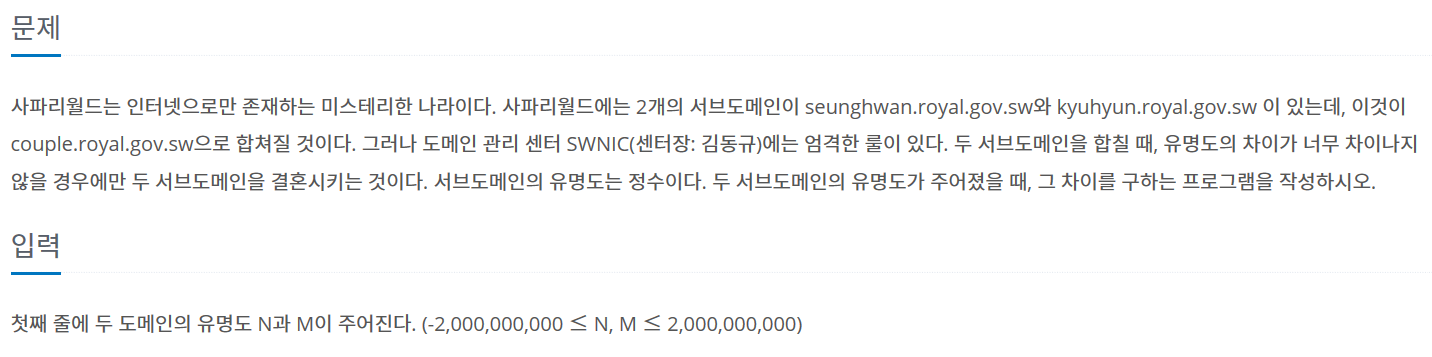 문제
사파리월드는 인터넷으로만 존재하는 미스테리한 나라이다. 사파리월드에는 2개의 서브도메인이 seunghwan.royal.gov.sw와 kyuhyun.royal.gov.sw 이 있는데, 이것이
couple.royal.gov.sw으로 합쳐질 것이다. 그러나 도메인 관리 센터 SWNIC(센터장: 김동규)에는 엄격한 룰이 있다. 두 서브도메인을 합칠 때, 유명도의 차이가 너무 차이나지
않을 경우에만 두 서브도메인을 결혼시키는 것이다. 서브도메인의 유명도는 정수이다. 두 서브도메인의 유명도가 주어졌을 때, 그 차이를 구하는 프로그램을 작성하시오.
입력
첫째 줄에 두 도메인의 유명도 N과 M이 주어진다. (-2,000,000,000 ≤ N, M ≤ 2,000,000,000)